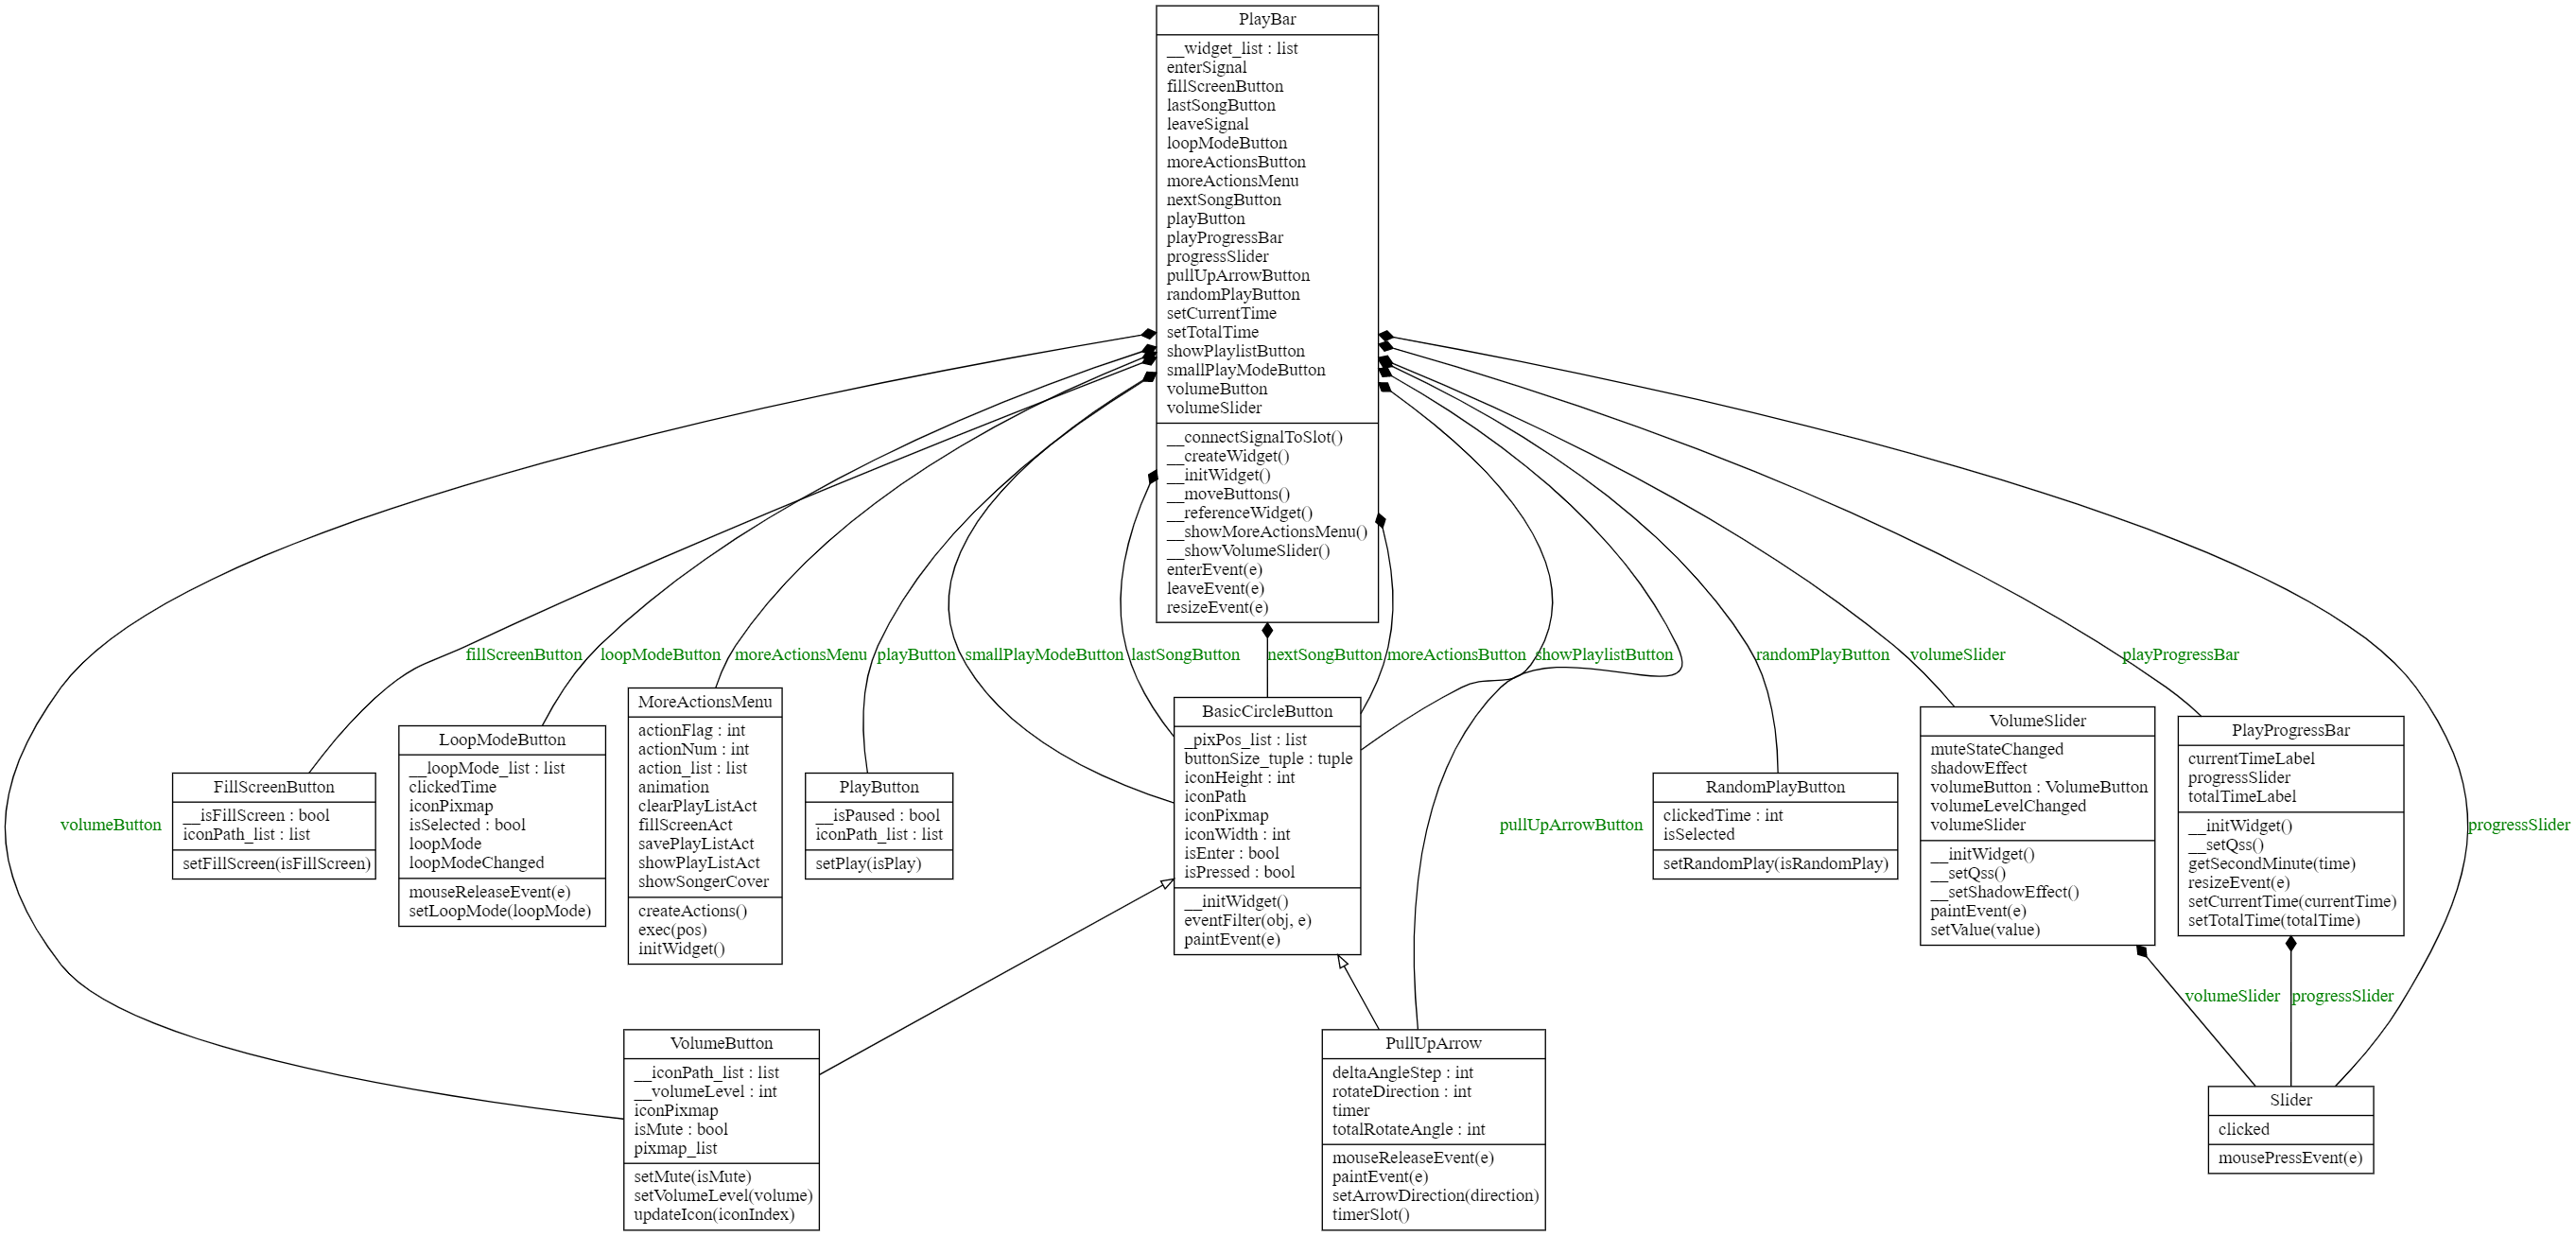 PlayBar
__widget_list : list
enterSignal
fillScreenButton
lastSongButton
leaveSignal
loopModeButton
moreActionsButton
moreActionsMenu
nextSongButton
playButton
playProgressBar
progressSlider
pullUpArrowButton
randomPlayButton
setCurrentTime
setTotalTime
showPlaylistButton
smallPlayModeButton
volumeButton
volumeSlider
__connectSignalToSlot()
__createWidget()
__initWidget()
__moveButtons()
__referenceWidget()
__showMoreActionsMenu()
__showVolumeSlider()
enterEvent(e)
leaveEvent(e)
resizeEvent(e)
fillScreenButton
loopModeButton
moreActionsMenu
playButton
smallPlayModeButton
lastSongButton
nextSongButton
moreActionsButton
showPlaylistButton
randomPlayButton
volumeSlider
playProgressBar
volumeButton
FillScreenButton
__isFillScreen : bool
iconPath_list : list
setFillScreen(isFillScreen)
LoopModeButton
__loopMode_list : list
clickedTime
iconPixmap
isSelected : bool
loopMode
loopModeChanged
mouseReleaseEvent(e)
setLoopMode(loopMode)
MoreActionsMenu
actionFlag : int
actionNum : int
action_list : list
animation
clearPlayListAct
fillScreenAct
savePlayListAct
showPlayListAct
showSongerCover
createActions()
exec(pos)
initWidget()
PlayButton
__isPaused : bool
iconPath_list : list
setPlay(isPlay)
BasicCircleButton
_pixPos_list : list
buttonSize_tuple : tuple
iconHeight : int
iconPath
iconPixmap
iconWidth : int
isEnter : bool
isPressed : bool
__initWidget()
eventFilter(obj, e)
paintEvent(e)
pullUpArrowButton
RandomPlayButton
clickedTime : int
isSelected
setRandomPlay(isRandomPlay)
VolumeSlider
muteStateChanged
shadowEffect
volumeButton : VolumeButton
volumeLevelChanged
volumeSlider
__initWidget()
__setQss()
__setShadowEffect()
paintEvent(e)
setValue(value)
PlayProgressBar
currentTimeLabel
progressSlider
totalTimeLabel
__initWidget()
__setQss()
getSecondMinute(time)
resizeEvent(e)
setCurrentTime(currentTime)
setTotalTime(totalTime)
progressSlider
volumeSlider
progressSlider
VolumeButton
__iconPath_list : list
__volumeLevel : int
iconPixmap
isMute : bool
pixmap_list
setMute(isMute)
setVolumeLevel(volume)
updateIcon(iconIndex)
PullUpArrow
deltaAngleStep : int
rotateDirection : int
timer
totalRotateAngle : int
mouseReleaseEvent(e)
paintEvent(e)
setArrowDirection(direction)
timerSlot()
Slider
clicked
mousePressEvent(e)